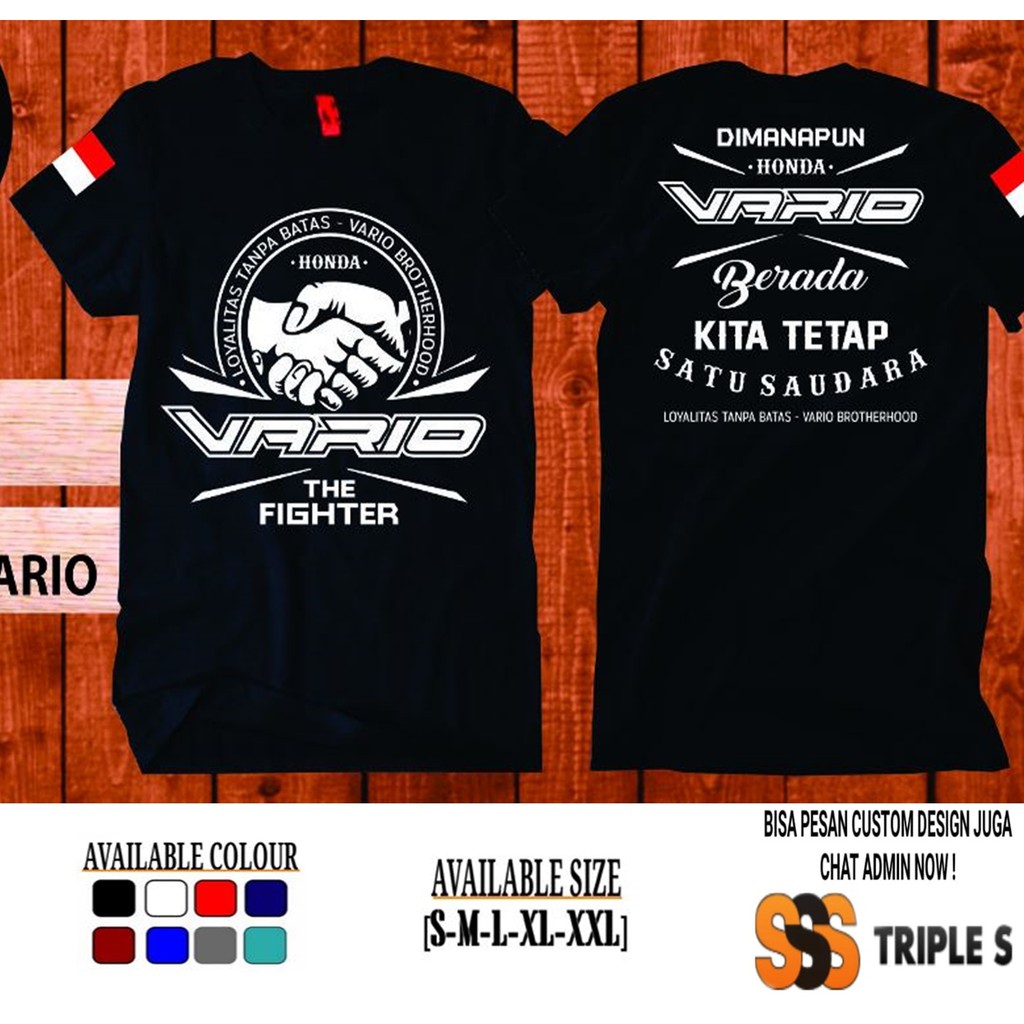 LOYALITAS TANPA BATAS - VARIO BROTHERHOOD
·HONDA·
VARIO
THE
FIGHTER
DIMANAPUN
·HONDA·
VARIO
Berada
KITA TETAP
SATU SAUDARA
LOYALITAS TANPA BATAS - VARIO BROTHERHOOD
ARIO
AVAILABLE COLOUR
AVAILABLE SIZE
[S-M-L-XL-XXL]
BISA PESAN CUSTOM DESIGN JUGA
CHAT ADMIN NOW !
SSS TRIPLE S